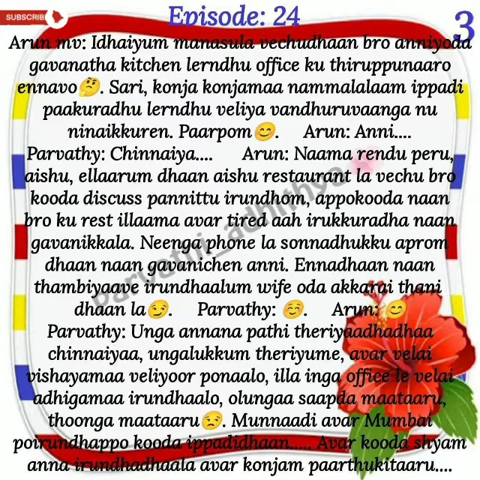 SUBSCRIBE
Episode: 24
3
Arun mv: Idhaiyum manasula vechudhaan bro anniyoda
gavanatha kitchen lerndhu office ku thiruppunaaro
ennavo🤔. Sari, konja konjamaa nammalalaam ippadi
paakuradhu lerndhu veliya vandhuruvaanga nu
ninaikkuren. Paarpom😊. Arun: Anni....
Parvathy: Chinnaiya.... Arun: Naama rendu peru,
aishu, ellaarum dhaan aishu restaurant la vechu bro
kooda discuss pannittu irundhom, appokooda naan
bro ku rest illaama avar tired aah irukkuradha naan
gavanikkala. Neenga phone la sonnadhukku aprom
dhaan naan gavanichen anni. Ennadhaan naan
thambiyaave irundhaalum wife oda akkarai thani
dhaan la😏. Parvathy: ☺️. Arun: 😊
Parvathy: Unga annana pathi theriyaadhadhaa
chinnaiyaa, ungalukkum theriyume, avar velai
vishayamaa veliyoor ponaalo, illa inga office le velai
adhigamaa irundhaalo, olungaa saapda maataaru,
thoonga maataaru😒. Munnaadi avar Mumbai
poirundhappo kooda ippadidhaan..... Avar kooda shyam
anna irundhadhaala avar konjam paarthukitaaru....
parvathi_adhithya